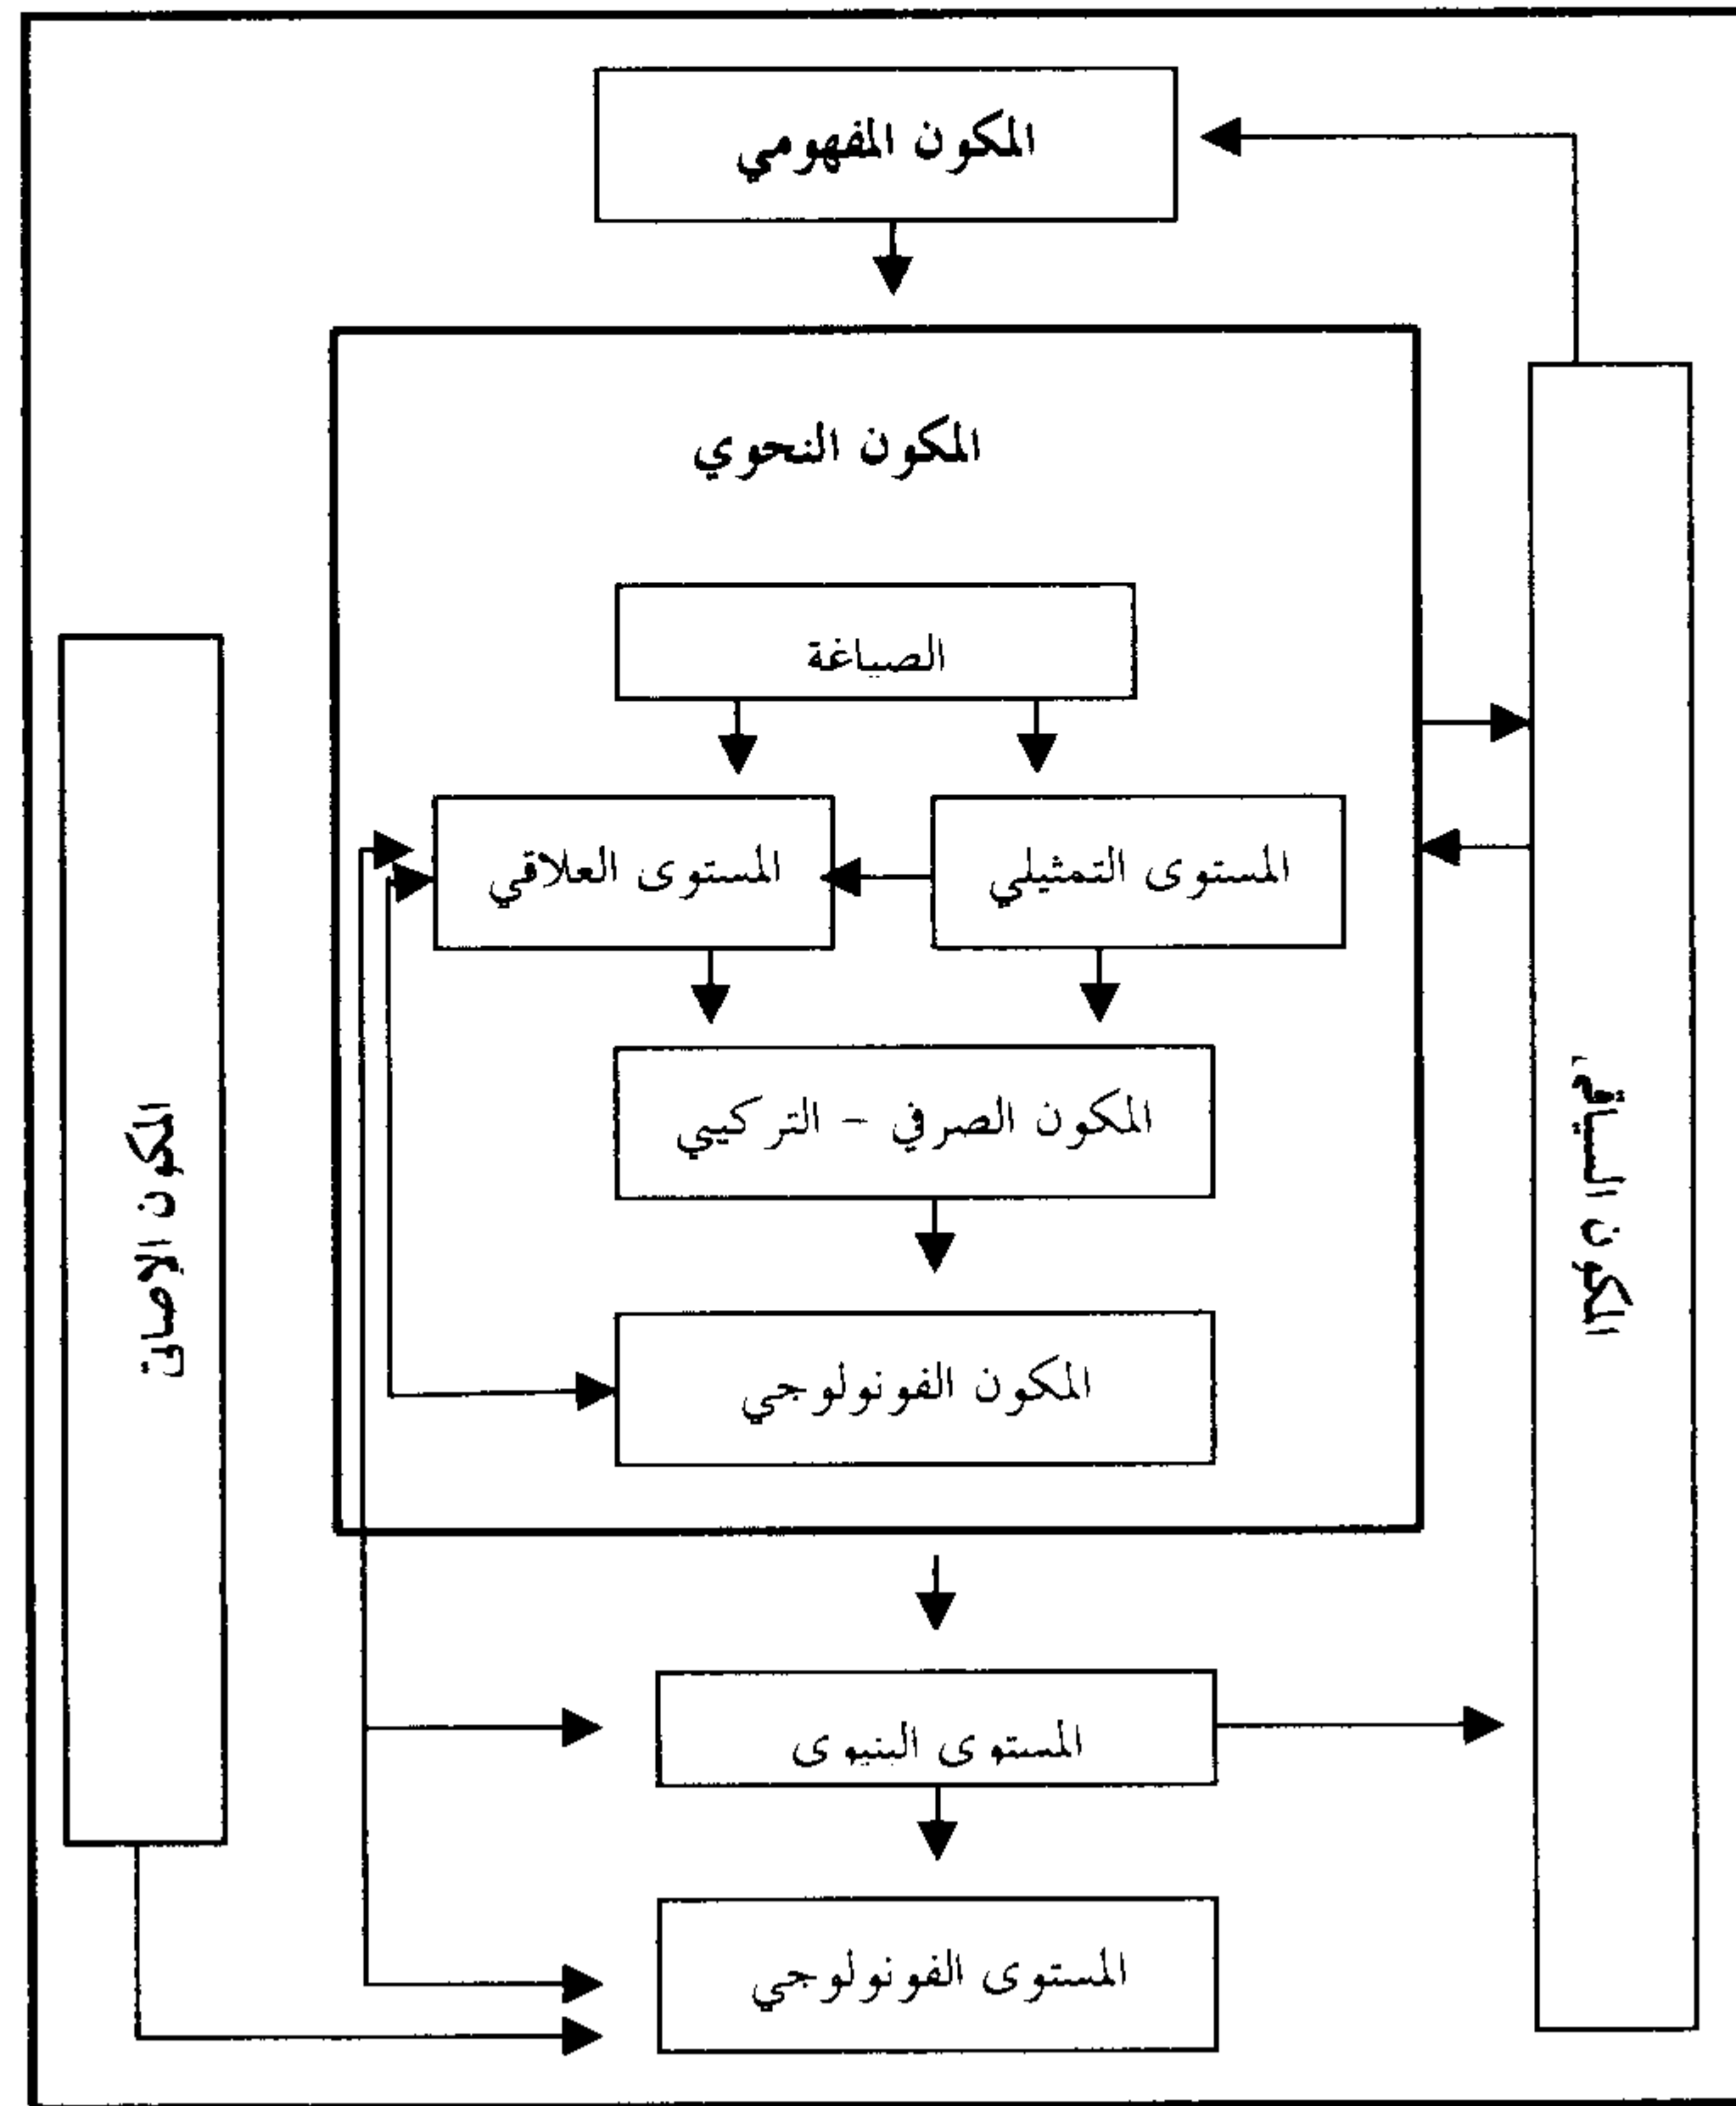 المكون المفهومي
المكون النحوي
الصياغة
المستوى التمثيلي
المستوى العلاقي
المكون الصرفي - التركيبي
المكون الفونولوجي
المستوى البنيوى
المستوى الفونولوجي
المكون السياقي
المكون الإصاتي